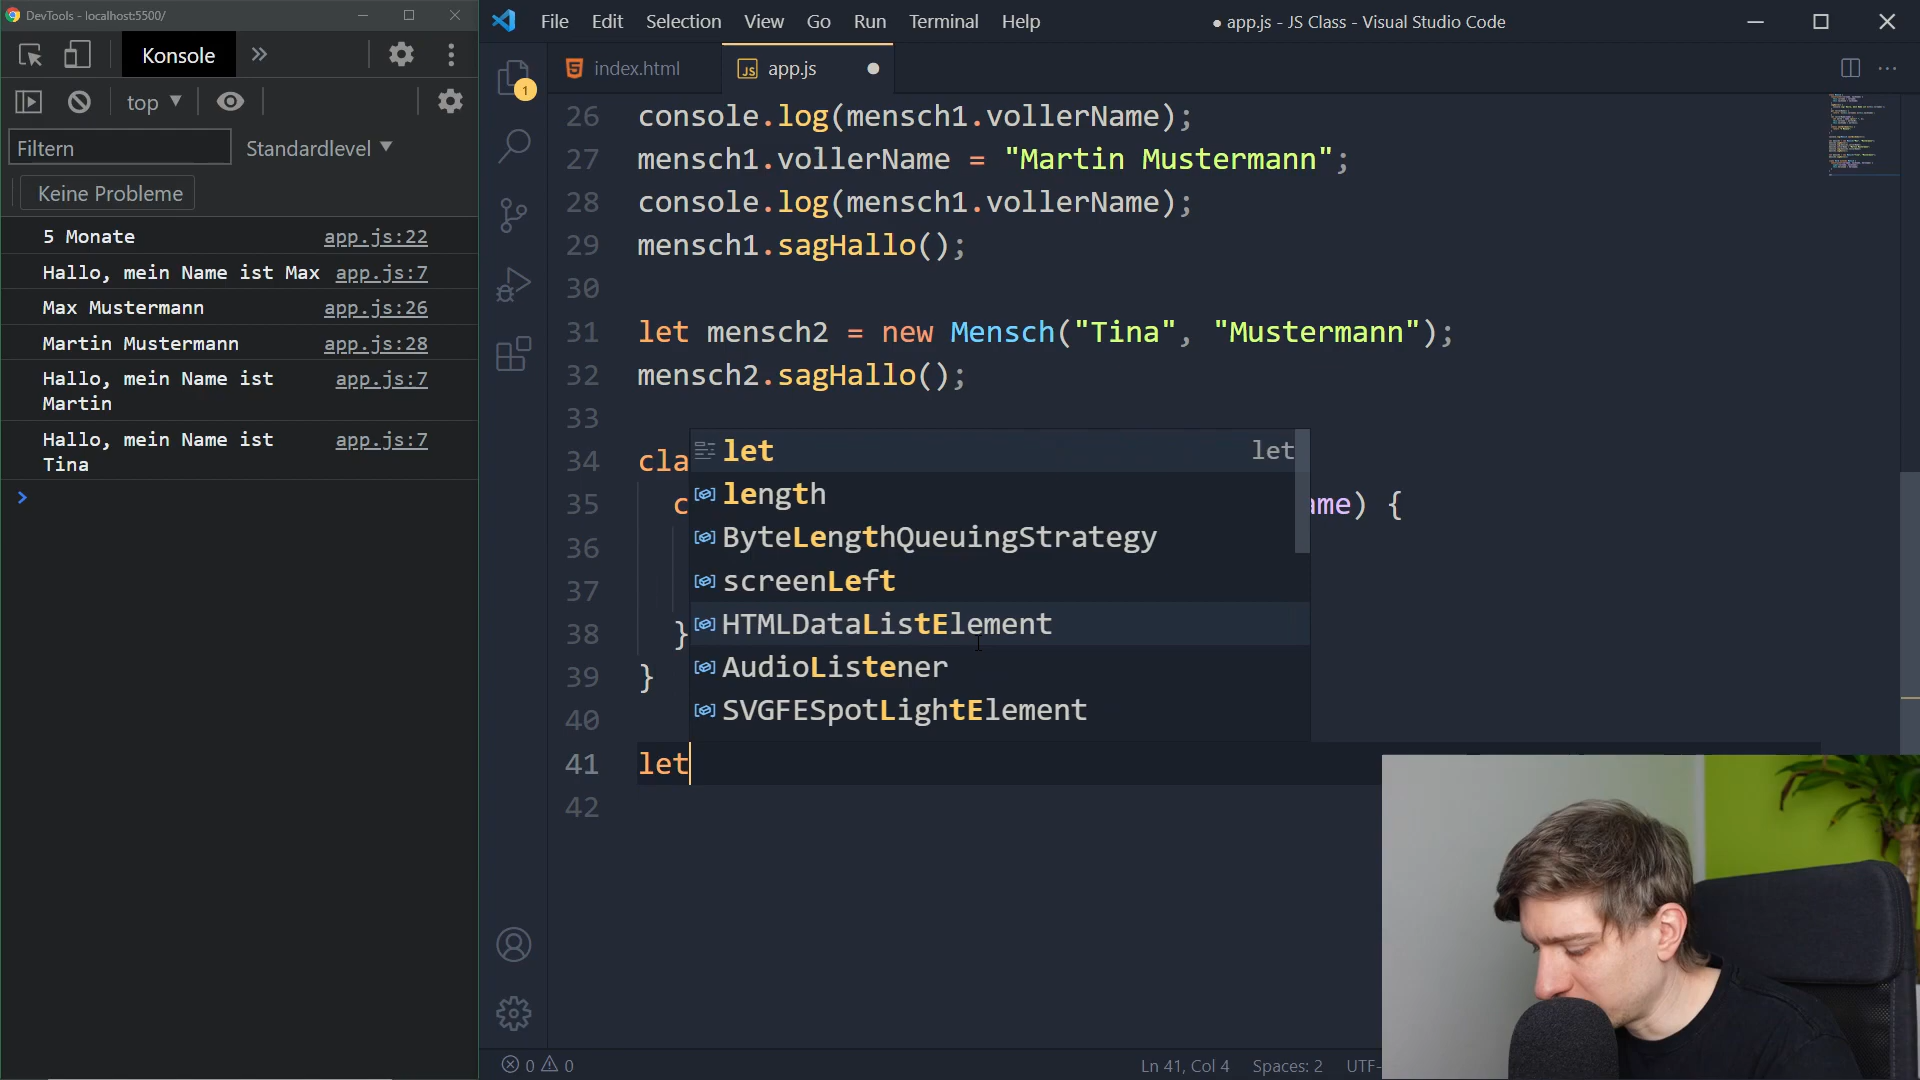 DevTools - localhost:5500/
Konsole
top
Filtern
Standardlevel
Keine Probleme
5 Monate app.js:22
Hallo, mein Name ist Max app.js:7
Max Mustermann app.js:26
Martin Mustermann app.js:28
Hallo, mein Name ist app.js:7
Martin
Hallo, mein Name ist app.js:7
Tina
File Edit Selection View Go Run Terminal Help
● app.js - JS Class - Visual Studio Code
1
index.html
JS app.js
26 console.log(mensch1.vollerName);
27 mensch1.vollerName = "Martin Mustermann";
28 console.log(mensch1.vollerName);
29 mensch1.sagHallo();
30
31 let mensch2 = new Mensch("Tina", "Mustermann");
32 mensch2.sagHallo();
33
34 cla
35 c ame) {
36
37
38 }
39 }
40
41 let
42
let let
length
ByteLengthQueuingStrategy
screenLeft
HTMLDataListElement
AudioListener
SVGFESpotLightElement
0 0
Ln 41, Col 4 Spaces: 2 UTF-